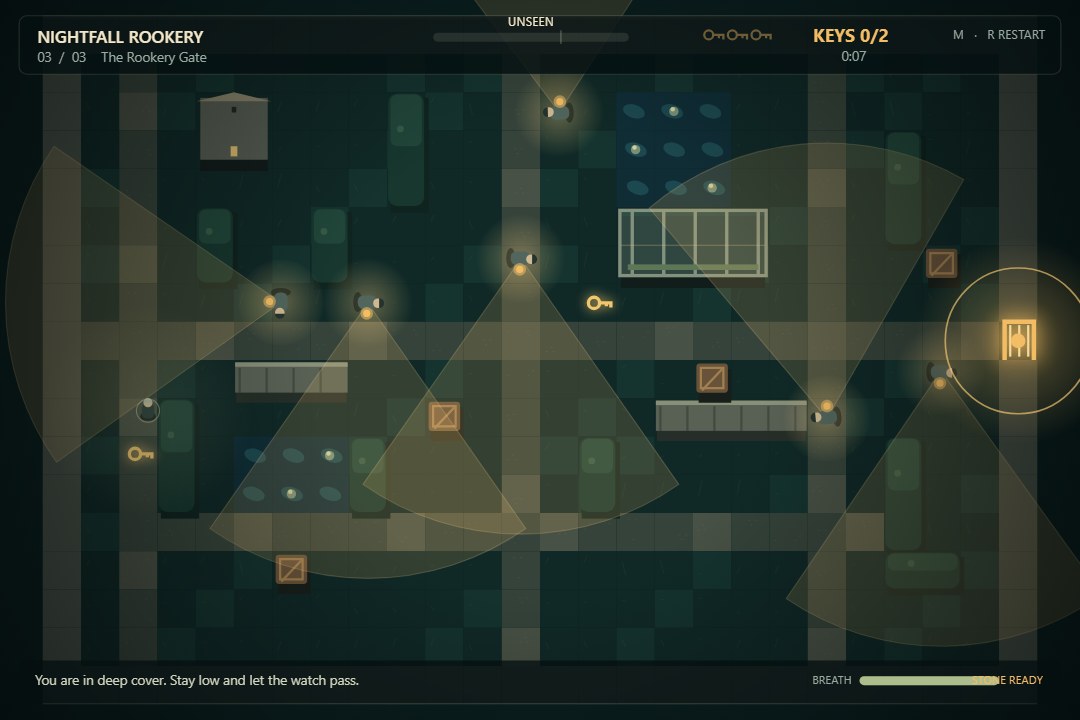 NIGHTFALL ROOKERY
03 / 03 The Rookery Gate
UNSEEN
KEYS 0/2
0:07
M · R RESTART
You are in deep cover. Stay low and let the watch pass.
BREATH
STONE READY